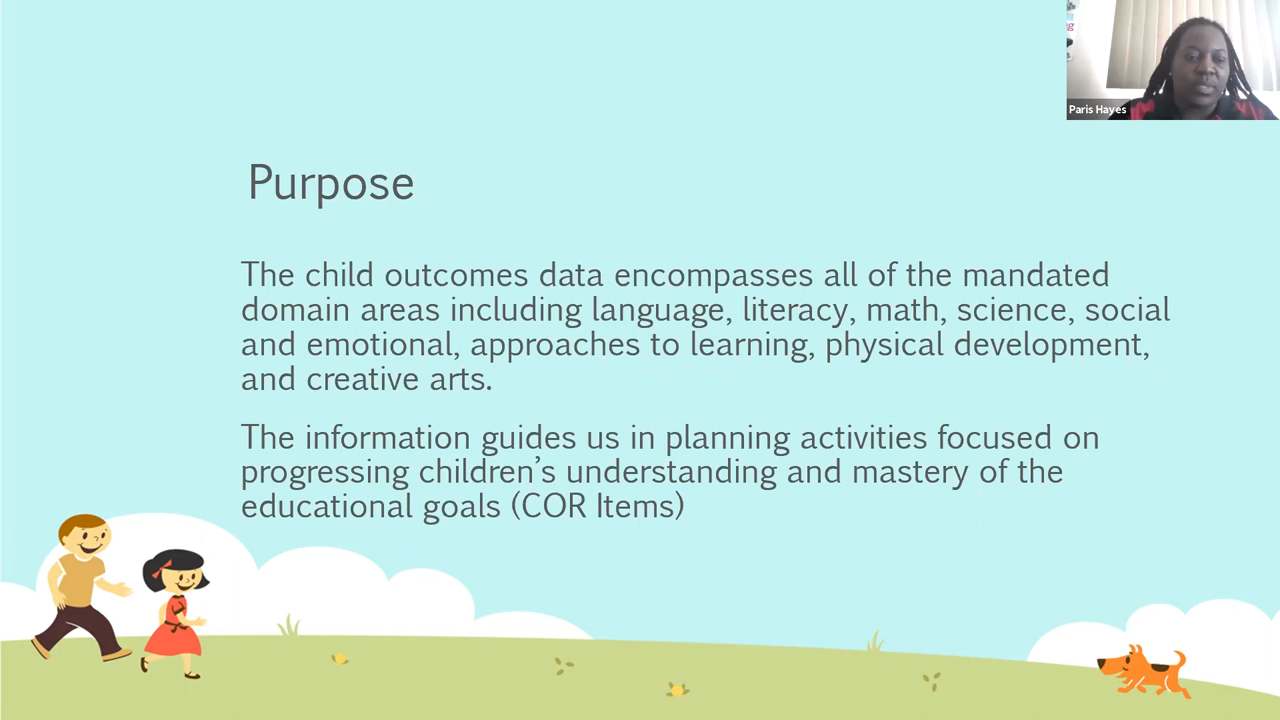 Paris Hayes
Purpose
The child outcomes data encompasses all of the mandated
domain areas including language, literacy, math, science, social
and emotional, approaches to learning, physical development,
and creative arts.
The information guides us in planning activities focused on
progressing children’s understanding and mastery of the
educational goals (COR Items)